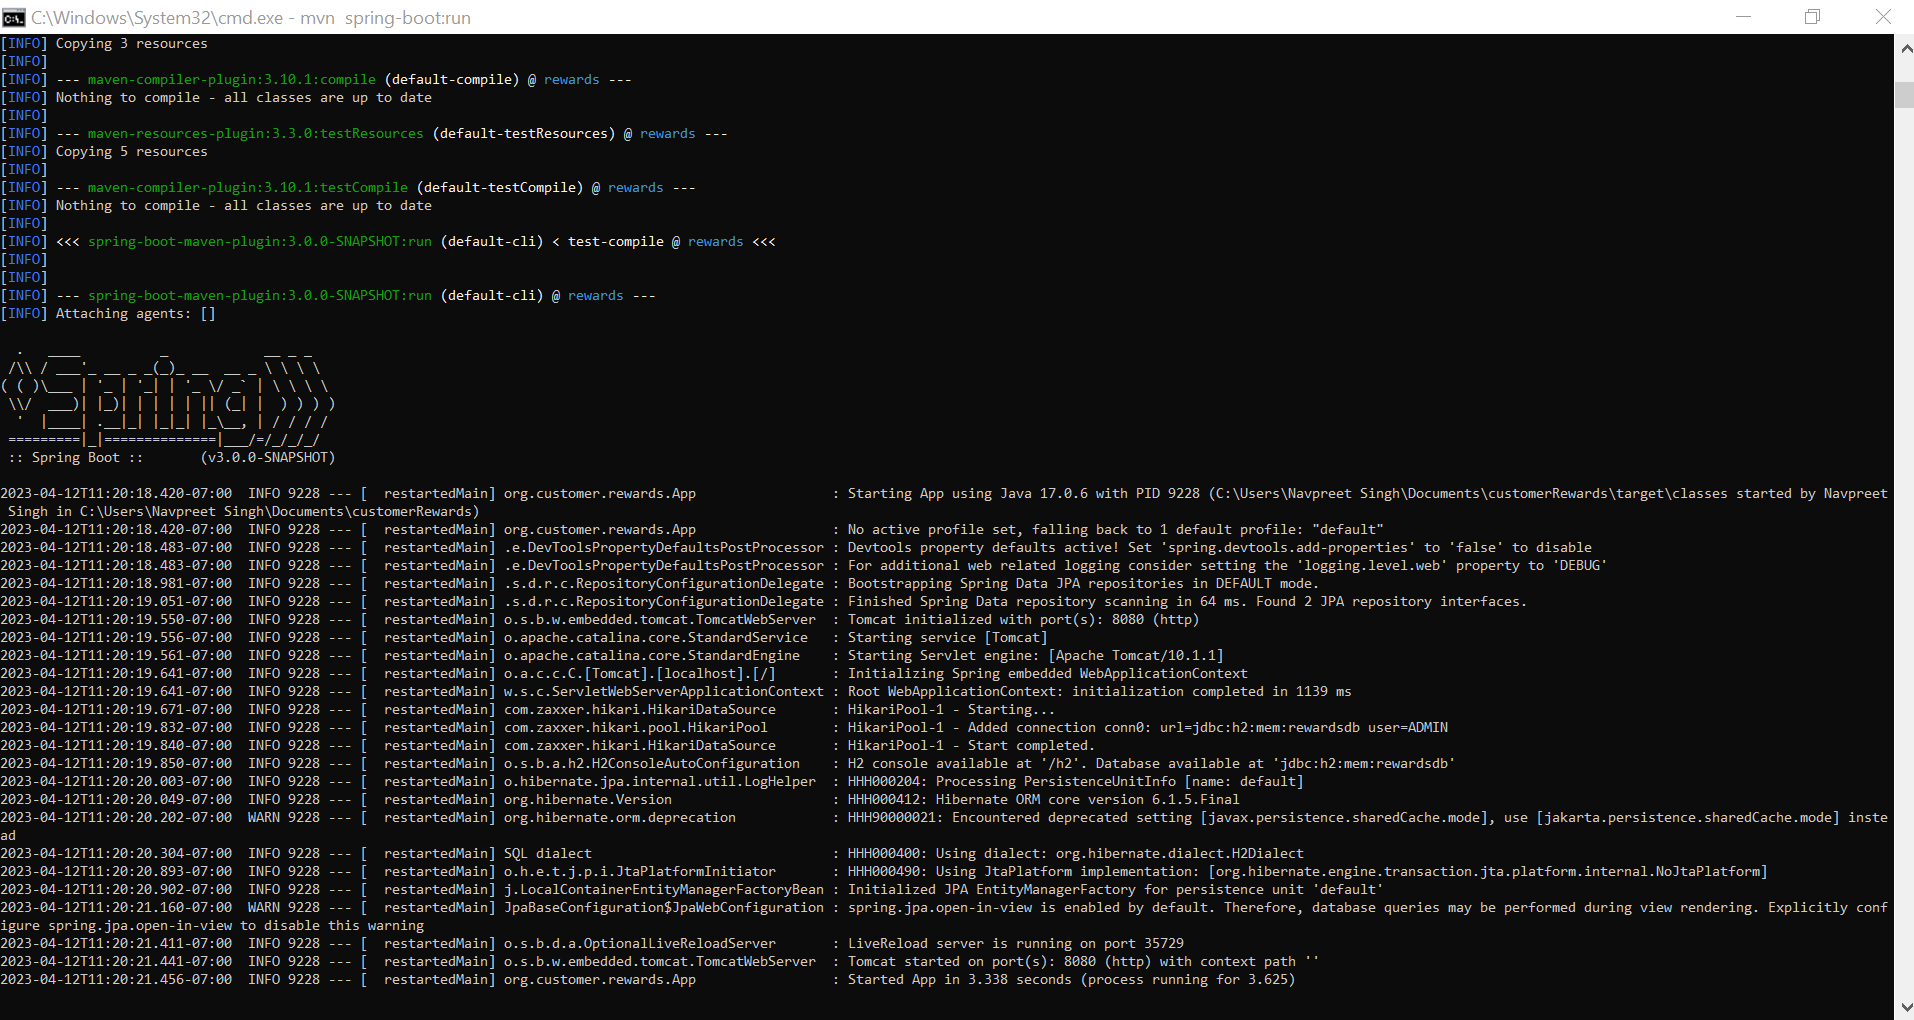 C:\Windows\System32\cmd.exe - mvn  spring-boot:run
[INFO] Copying 3 resources
[INFO]
[INFO] --- maven-compiler-plugin:3.10.1:compile (default-compile) @ rewards ---
[INFO] Nothing to compile - all classes are up to date
[INFO]
[INFO] --- maven-resources-plugin:3.3.0:testResources (default-testResources) @ rewards ---
[INFO] Copying 5 resources
[INFO]
[INFO] --- maven-compiler-plugin:3.10.1:testCompile (default-testCompile) @ rewards ---
[INFO] Nothing to compile - all classes are up to date
[INFO]
[INFO] <<< spring-boot-maven-plugin:3.0.0-SNAPSHOT:run (default-cli) < test-compile @ rewards <<<
[INFO]
[INFO]
[INFO] --- spring-boot-maven-plugin:3.0.0-SNAPSHOT:run (default-cli) @ rewards ---
[INFO] Attaching agents: []
  .   ____          _            __ _ _
 /\\ / ___'_ __ _ _(_)_ __  __ _ \ \ \ \
( ( )\___ | '_ | '_| | '_ \/ _` | \ \ \ \
 \\/  ___)| |_)| | | | | || (_| |  ) ) ) )
  '  |____| .__|_| |_|_| |_\__, | / / / /
 =========|_|==============|___/=/_/_/_/
 :: Spring Boot ::       (v3.0.0-SNAPSHOT)
2023-04-12T11:20:18.420-07:00  INFO 9228 --- [  restartedMain] org.customer.rewards.App                 : Starting App using Java 17.0.6 with PID 9228 (C:\Users\Navpreet Singh\Documents\customerRewards\target\classes started by Navpreet
 Singh in C:\Users\Navpreet Singh\Documents\customerRewards)
2023-04-12T11:20:18.420-07:00  INFO 9228 --- [  restartedMain] org.customer.rewards.App                 : No active profile set, falling back to 1 default profile: "default"
2023-04-12T11:20:18.483-07:00  INFO 9228 --- [  restartedMain] .e.DevToolsPropertyDefaultsPostProcessor : Devtools property defaults active! Set 'spring.devtools.add-properties' to 'false' to disable
2023-04-12T11:20:18.483-07:00  INFO 9228 --- [  restartedMain] .e.DevToolsPropertyDefaultsPostProcessor : For additional web related logging consider setting the 'logging.level.web' property to 'DEBUG'
2023-04-12T11:20:18.981-07:00  INFO 9228 --- [  restartedMain] .s.d.r.c.RepositoryConfigurationDelegate : Bootstrapping Spring Data JPA repositories in DEFAULT mode.
2023-04-12T11:20:19.051-07:00  INFO 9228 --- [  restartedMain] .s.d.r.c.RepositoryConfigurationDelegate : Finished Spring Data repository scanning in 64 ms. Found 2 JPA repository interfaces.
2023-04-12T11:20:19.550-07:00  INFO 9228 --- [  restartedMain] o.s.b.w.embedded.tomcat.TomcatWebServer  : Tomcat initialized with port(s): 8080 (http)
2023-04-12T11:20:19.556-07:00  INFO 9228 --- [  restartedMain] o.apache.catalina.core.StandardService   : Starting service [Tomcat]
2023-04-12T11:20:19.561-07:00  INFO 9228 --- [  restartedMain] o.apache.catalina.core.StandardEngine    : Starting Servlet engine: [Apache Tomcat/10.1.1]
2023-04-12T11:20:19.641-07:00  INFO 9228 --- [  restartedMain] o.a.c.c.C.[Tomcat].[localhost].[/]       : Initializing Spring embedded WebApplicationContext
2023-04-12T11:20:19.641-07:00  INFO 9228 --- [  restartedMain] w.s.c.ServletWebServerApplicationContext : Root WebApplicationContext: initialization completed in 1139 ms
2023-04-12T11:20:19.671-07:00  INFO 9228 --- [  restartedMain] com.zaxxer.hikari.HikariDataSource       : HikariPool-1 - Starting...
2023-04-12T11:20:19.832-07:00  INFO 9228 --- [  restartedMain] com.zaxxer.hikari.pool.HikariPool        : HikariPool-1 - Added connection conn0: url=jdbc:h2:mem:rewardsdb user=ADMIN
2023-04-12T11:20:19.840-07:00  INFO 9228 --- [  restartedMain] com.zaxxer.hikari.HikariDataSource       : HikariPool-1 - Start completed.
2023-04-12T11:20:19.850-07:00  INFO 9228 --- [  restartedMain] o.s.b.a.h2.H2ConsoleAutoConfiguration    : H2 console available at '/h2'. Database available at 'jdbc:h2:mem:rewardsdb'
2023-04-12T11:20:20.003-07:00  INFO 9228 --- [  restartedMain] o.hibernate.jpa.internal.util.LogHelper  : HHH000204: Processing PersistenceUnitInfo [name: default]
2023-04-12T11:20:20.049-07:00  INFO 9228 --- [  restartedMain] org.hibernate.Version                    : HHH000412: Hibernate ORM core version 6.1.5.Final
2023-04-12T11:20:20.202-07:00  WARN 9228 --- [  restartedMain] org.hibernate.orm.deprecation            : HHH90000021: Encountered deprecated setting [javax.persistence.sharedCache.mode], use [jakarta.persistence.sharedCache.mode] inste
ad
2023-04-12T11:20:20.304-07:00  INFO 9228 --- [  restartedMain] SQL dialect                              : HHH000400: Using dialect: org.hibernate.dialect.H2Dialect
2023-04-12T11:20:20.893-07:00  INFO 9228 --- [  restartedMain] o.h.e.t.j.p.i.JtaPlatformInitiator       : HHH000490: Using JtaPlatform implementation: [org.hibernate.engine.transaction.jta.platform.internal.NoJtaPlatform]
2023-04-12T11:20:20.902-07:00  INFO 9228 --- [  restartedMain] j.LocalContainerEntityManagerFactoryBean : Initialized JPA EntityManagerFactory for persistence unit 'default'
2023-04-12T11:20:21.160-07:00  WARN 9228 --- [  restartedMain] JpaBaseConfiguration$JpaWebConfiguration : spring.jpa.open-in-view is enabled by default. Therefore, database queries may be performed during view rendering. Explicitly conf
igure spring.jpa.open-in-view to disable this warning
2023-04-12T11:20:21.411-07:00  INFO 9228 --- [  restartedMain] o.s.b.d.a.OptionalLiveReloadServer       : LiveReload server is running on port 35729
2023-04-12T11:20:21.441-07:00  INFO 9228 --- [  restartedMain] o.s.b.w.embedded.tomcat.TomcatWebServer  : Tomcat started on port(s): 8080 (http) with context path ''
2023-04-12T11:20:21.456-07:00  INFO 9228 --- [  restartedMain] org.customer.rewards.App                 : Started App in 3.338 seconds (process running for 3.625)